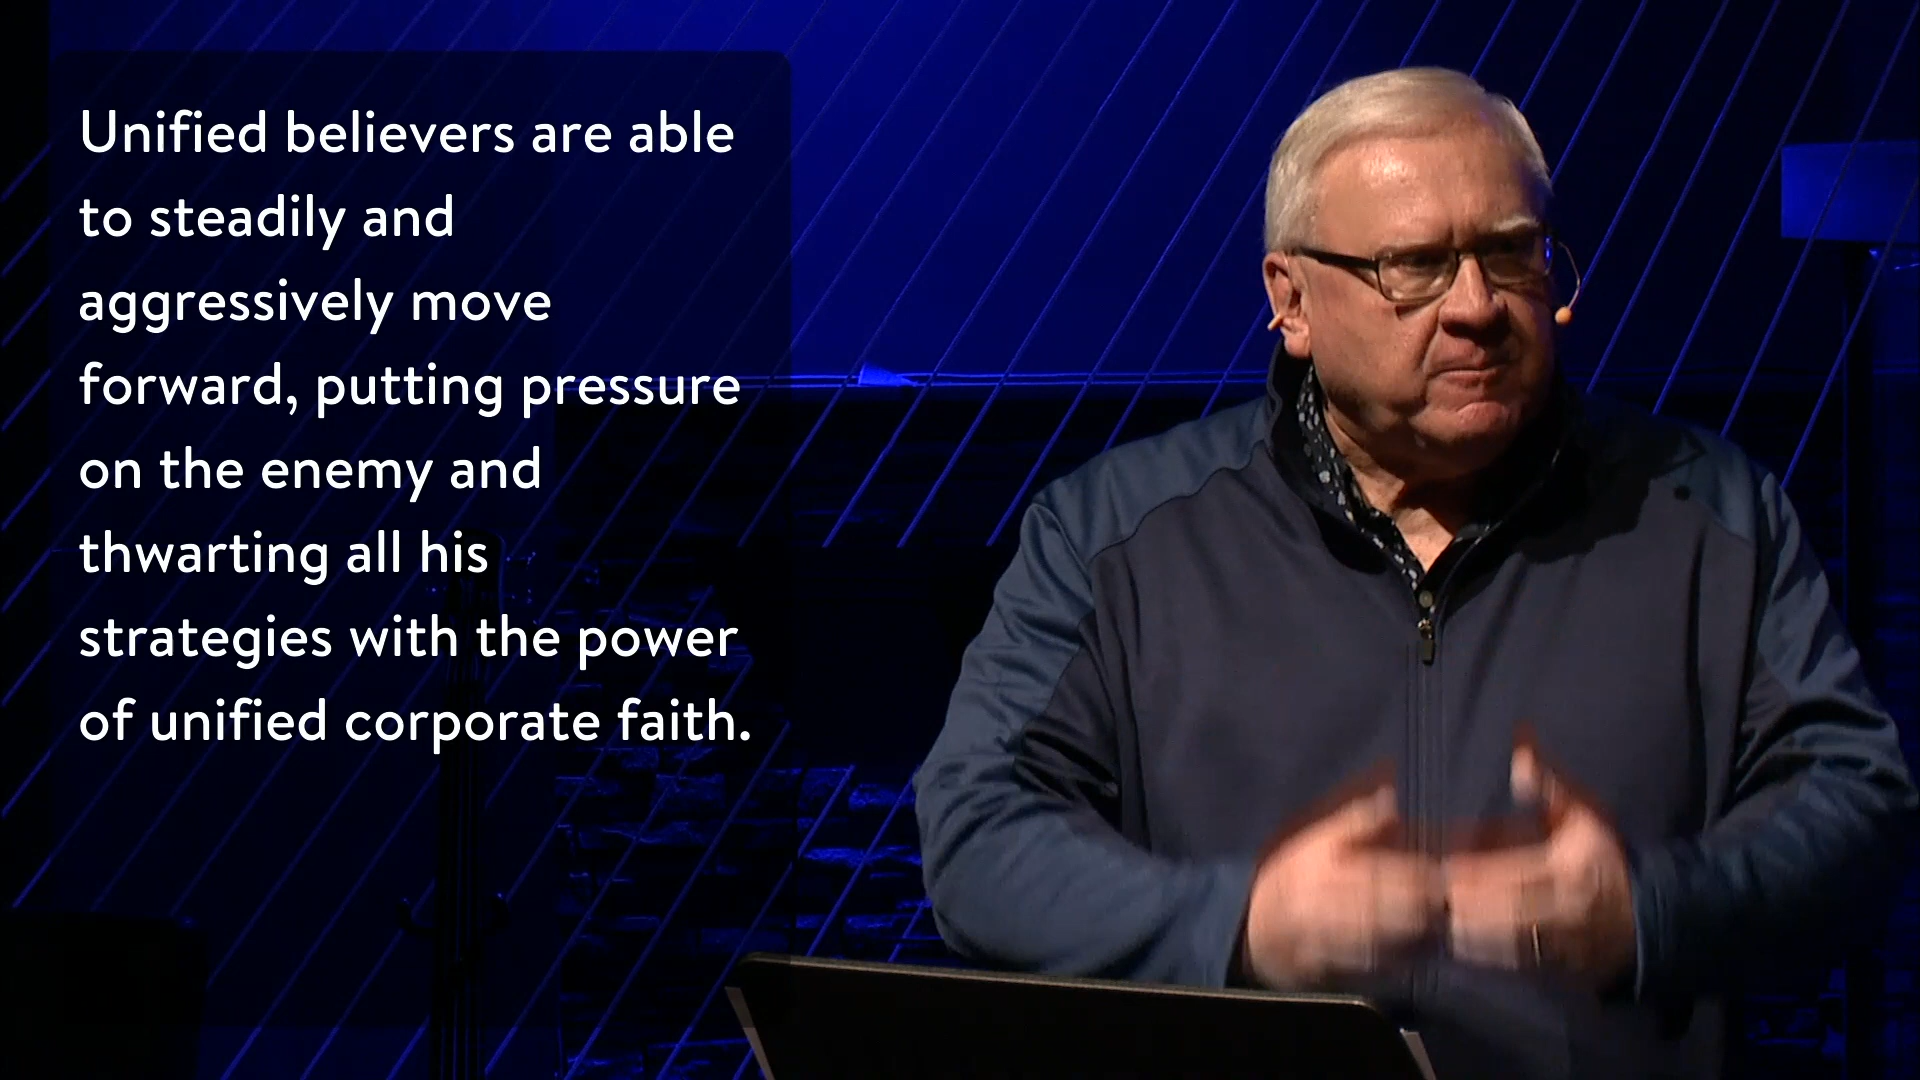 Unified believers are able
to steadily and
aggressively move
forward, putting pressure
on the enemy and
thwarting all his
strategies with the power
of unified corporate faith.